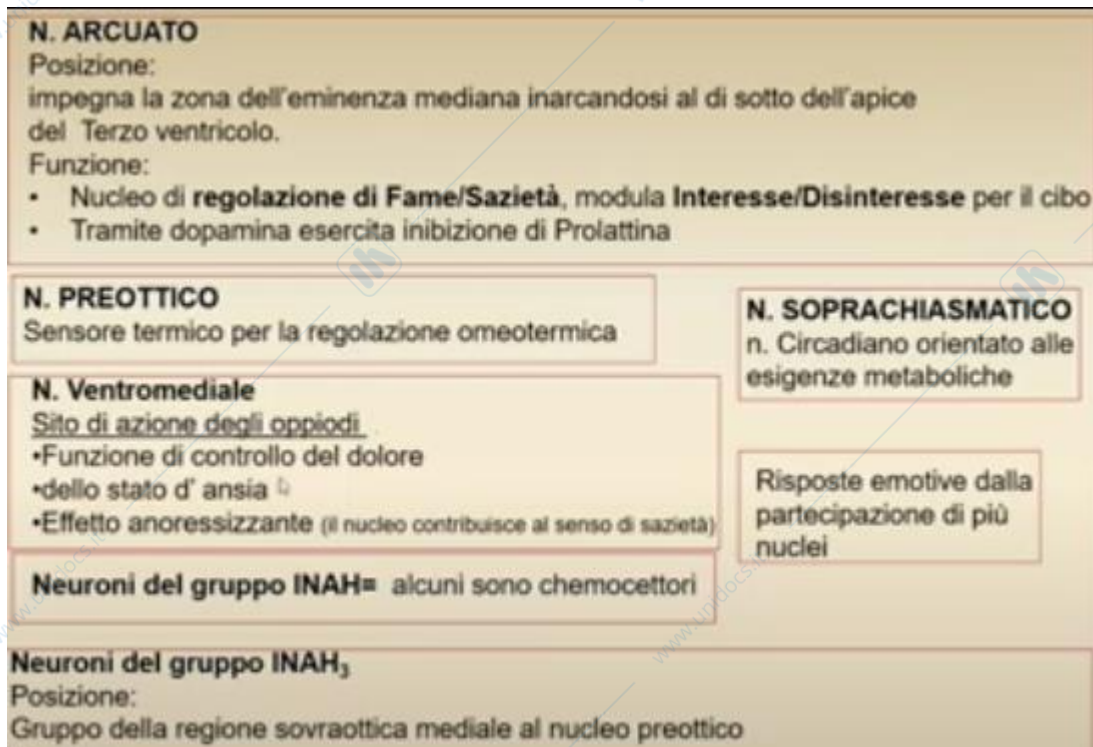 N. ARCUATO
Posizione:
impegna la zona dell'eminenza mediana inarcandosi al di sotto dell'apice
del Terzo ventricolo.
Funzione:
• Nucleo di regolazione di Fame/Sazietà, modula Interesse/Disinteresse per il cibo
• Tramite dopamina esercita inibizione di Prolattina
N. PREOTTICO
Sensore termico per la regolazione omeotermica
N. SOPRACHIASMATICO
n. Circadiano orientato alle
esigenze metaboliche
N. Ventromediale
Sito di azione degli oppiodi
•Funzione di controllo del dolore
•dello stato d' ansia
•Effetto anoressizzante (il nucleo contribuisce al senso di sazietà)
Risposte emotive dalla
partecipazione di più
nuclei
Neuroni del gruppo INAH= alcuni sono chemocettori
Neuroni del gruppo INAH₃
Posizione:
Gruppo della regione sovraottica mediale al nucleo preottico
www.unidocs.it